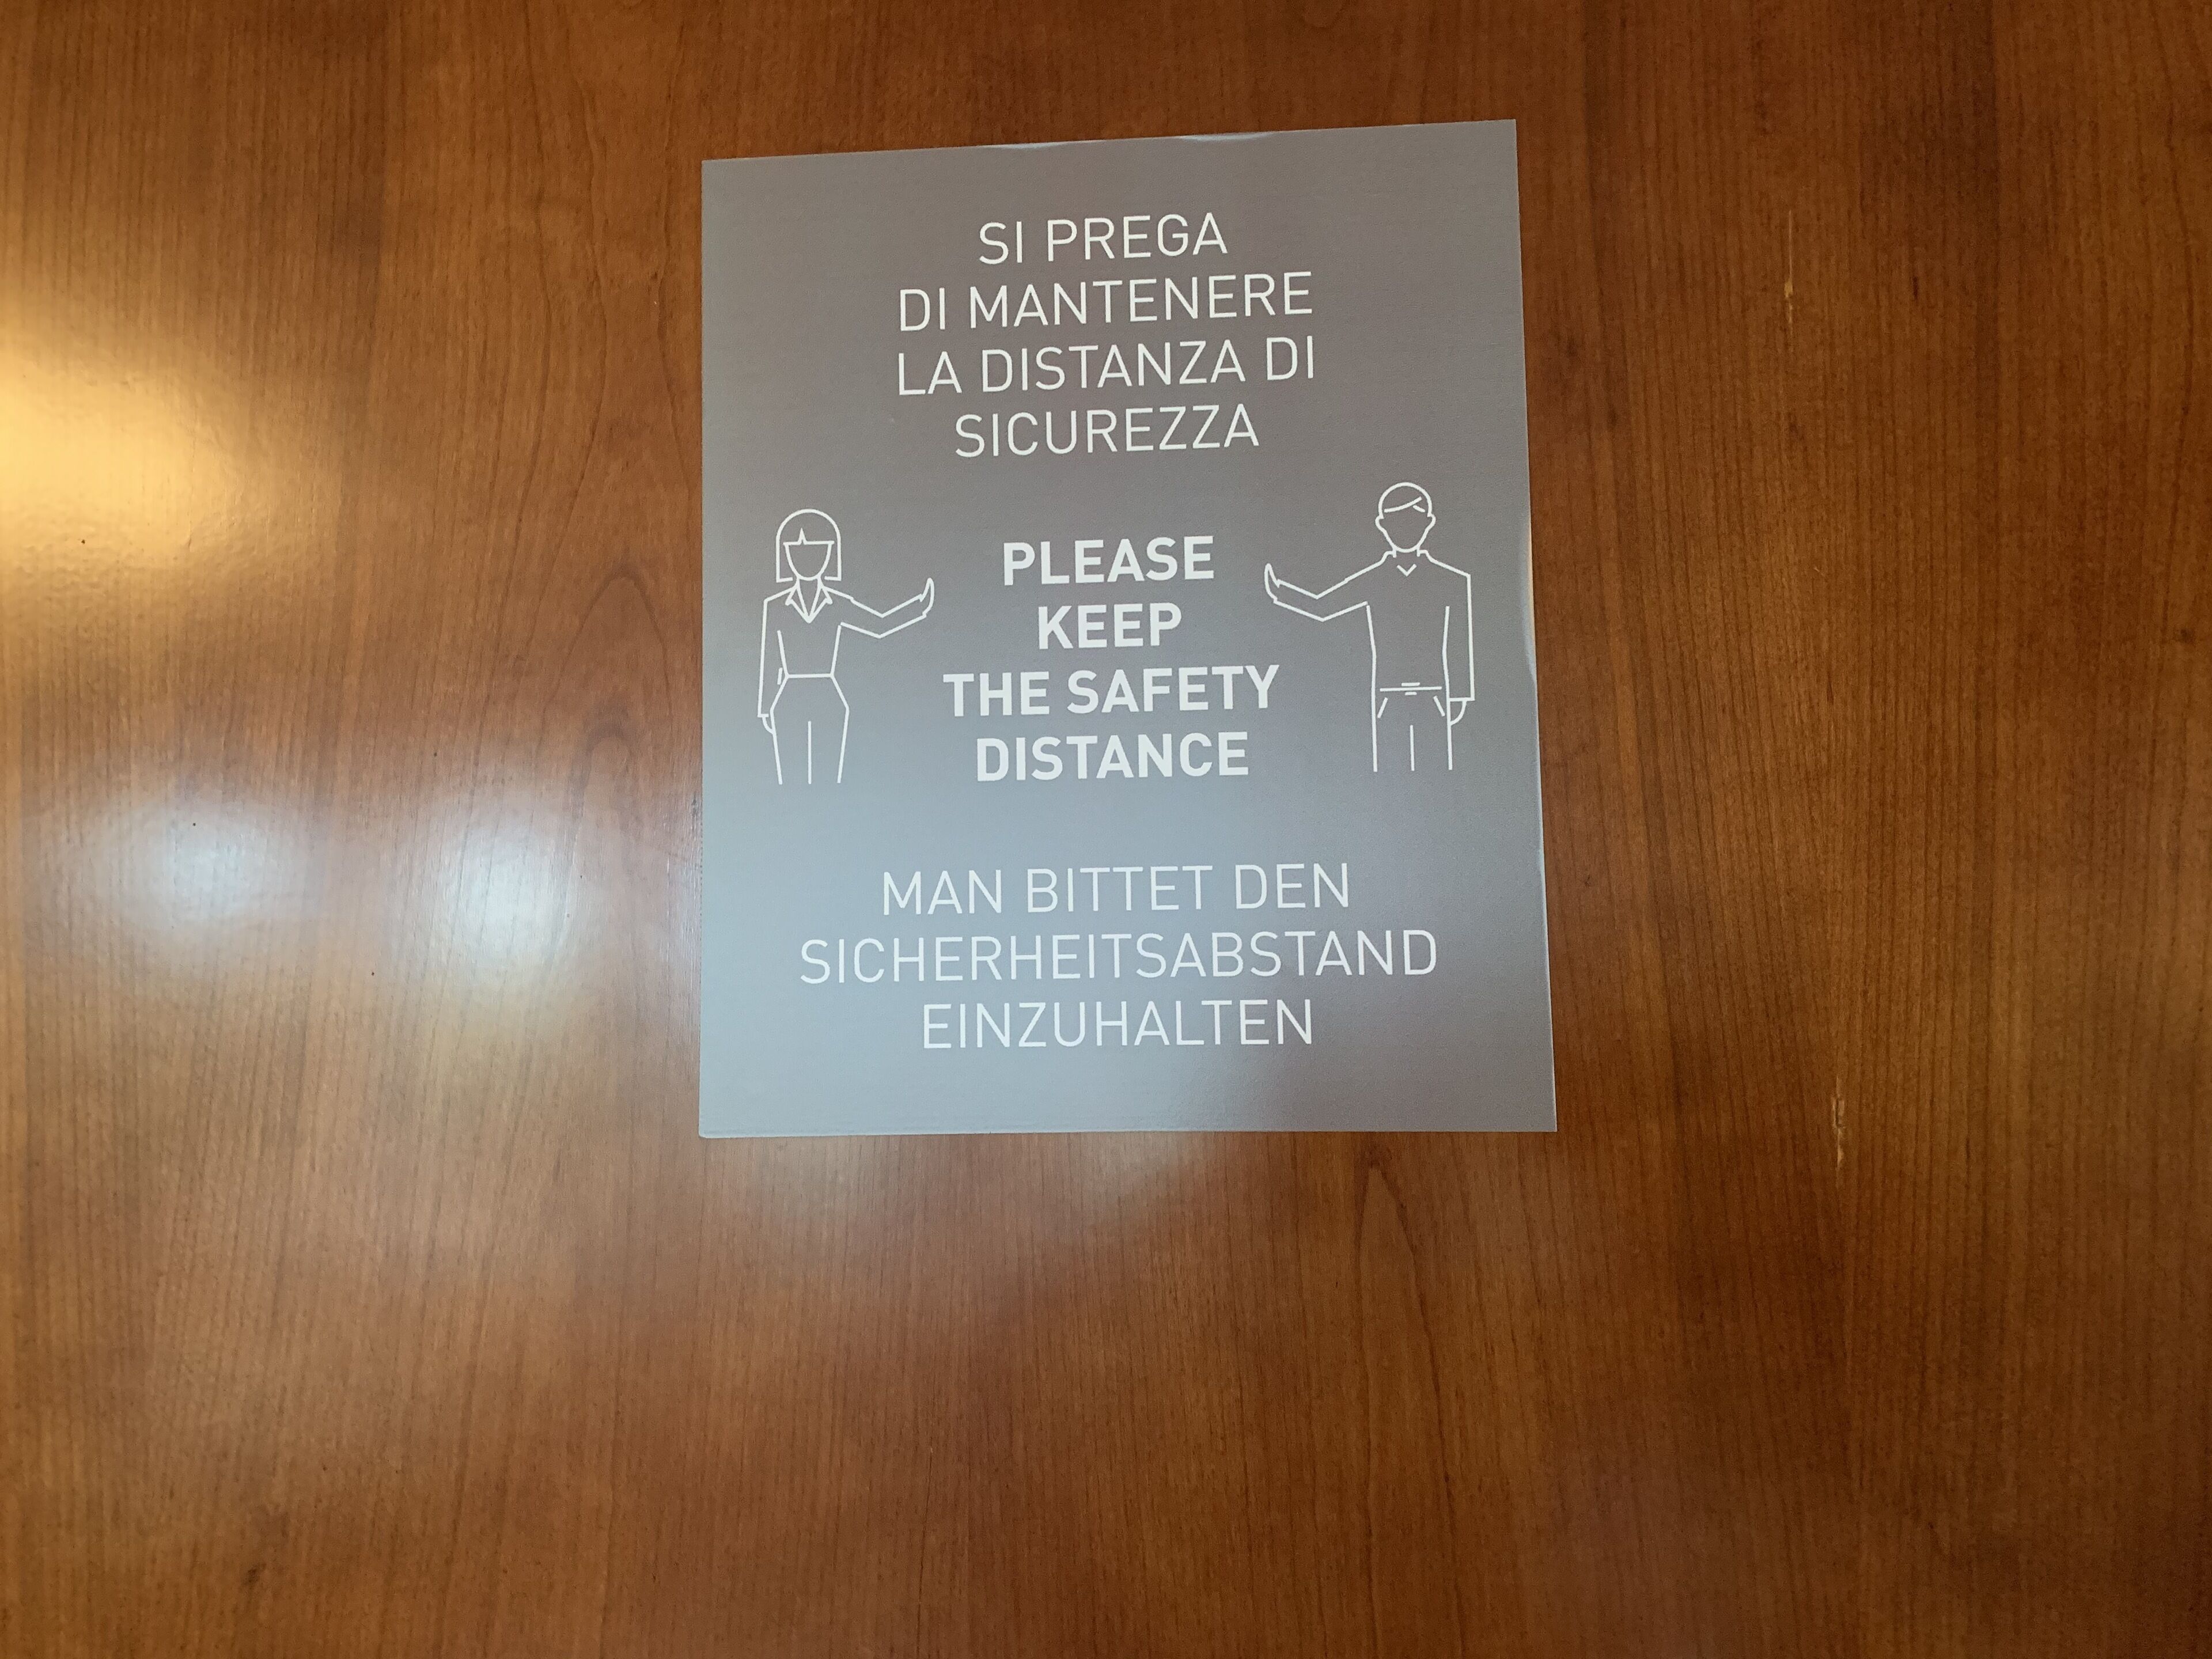 SI PREGA
DI MANTENERE
LA DISTANZA DI
SICUREZZA
PLEASE
KEEP
THE SAFETY
DISTANCE
MAN BITTET DEN
SICHERHEITSABSTAND
EINZUHALTEN